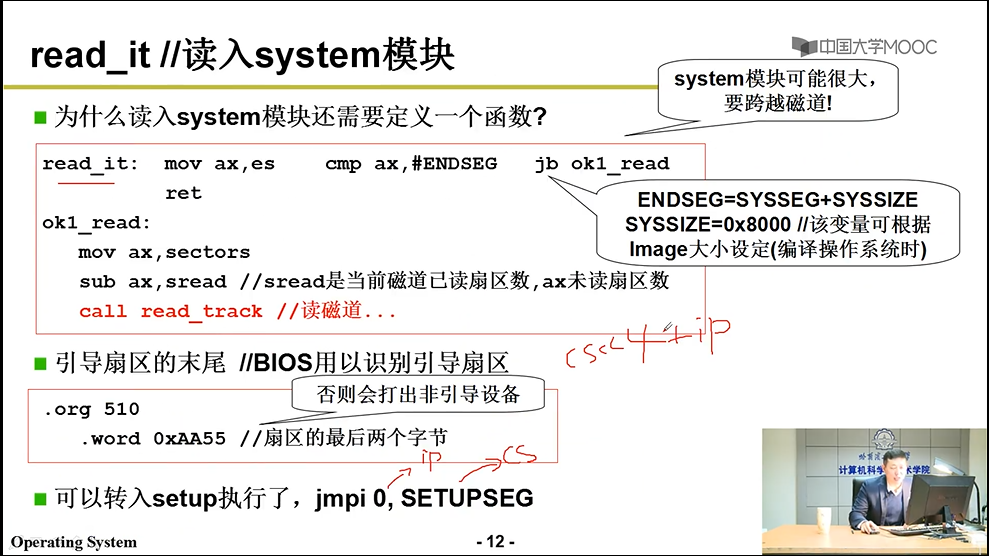 read_it //读入system模块
中国大学MOOC
system模块可能很大，
要跨越磁道!
■ 为什么读入system模块还需要定义一个函数?
read_it: mov ax,es cmp ax,#ENDSEG jb ok1_read
ret
ENDSEG=SYSSEG+SYSSIZE
SYSSIZE=0x8000 //该变量可根据
Image大小设定(编译操作系统时)
ok1_read:
mov ax,sectors
sub ax,sread //sread是当前磁道已读扇区数,ax未读扇区数
call read_track //读磁道...
cs<<4+ip
■ 引导扇区的末尾 //BIOS用以识别引导扇区
否则会打出非引导设备
.org 510
.word 0xAA55 //扇区的最后两个字节
ip
CS
■ 可以转入setup执行了，jmpi 0, SETUPSEG
计算机科学
术学院
Operating System
- 12 -